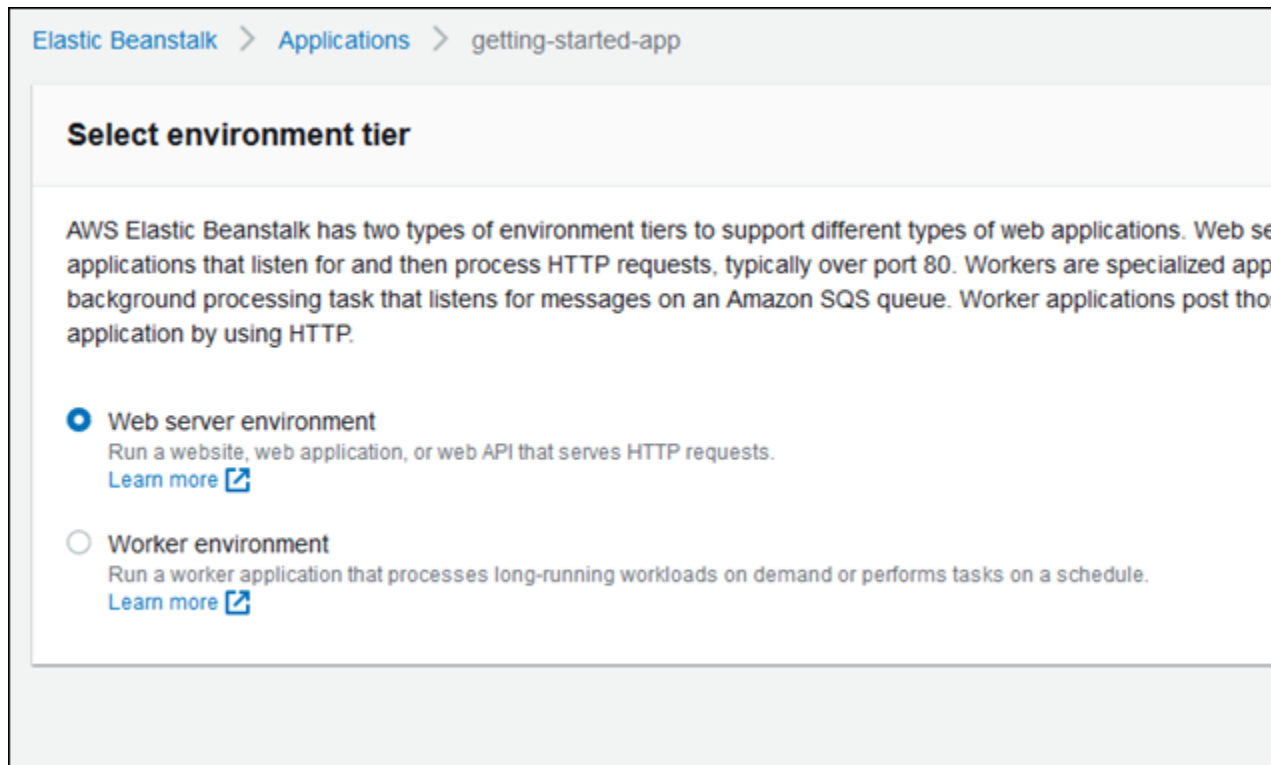 Elastic Beanstalk > Applications > getting-started-app
Select environment tier
AWS Elastic Beanstalk has two types of environment tiers to support different types of web applications. Web se
applications that listen for and then process HTTP requests, typically over port 80. Workers are specialized app
background processing task that listens for messages on an Amazon SQS queue. Worker applications post tho
application by using HTTP.
Web server environment
Run a website, web application, or web API that serves HTTP requests.
Learn more
Worker environment
Run a worker application that processes long-running workloads on demand or performs tasks on a schedule.
Learn more